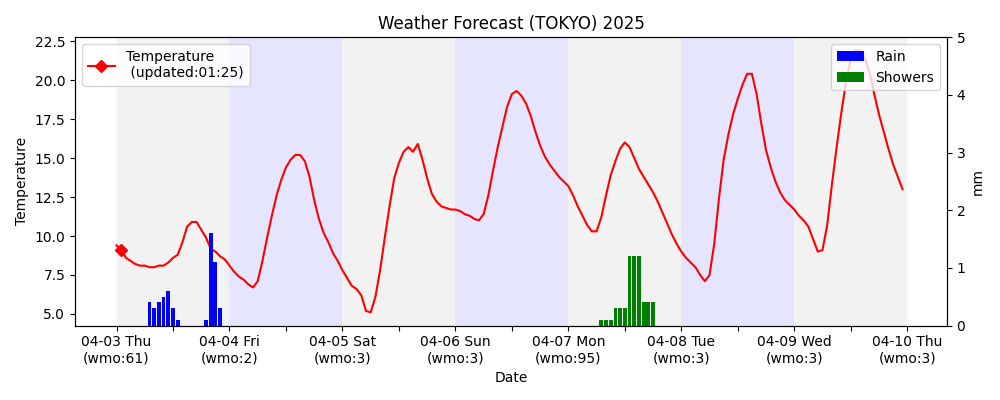 Weather Forecast (TOKYO) 2025
Temperature
(updated:01:25)
Rain
Showers
22.5
20.0
17.5
15.0
12.5
10.0
7.5
5.0
Temperature
5
4
3
2
1
0
mm
04-03 Thu
(wmo:61)
04-04 Fri
(wmo:2)
04-05 Sat
(wmo:3)
04-06 Sun
(wmo:3)
04-07 Mon
(wmo:95)
04-08 Tue
(wmo:3)
04-09 Wed
(wmo:3)
04-10 Thu
(wmo:3)
Date